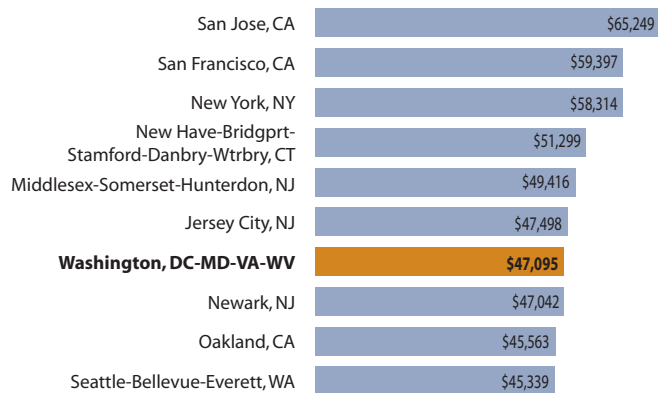 San Jose, CA $65,249
San Francisco, CA $59,397
New York, NY $58,314
New Have-Bridgprt-
Stamford-Danbry-Wtrbry, CT $51,299
Middlesex-Somerset-Hunterdon, NJ $49,416
Jersey City, NJ $47,498
Washington, DC-MD-VA-WV $47,095
Newark, NJ $47,042
Oakland, CA $45,563
Seattle-Bellevue-Everett, WA $45,339